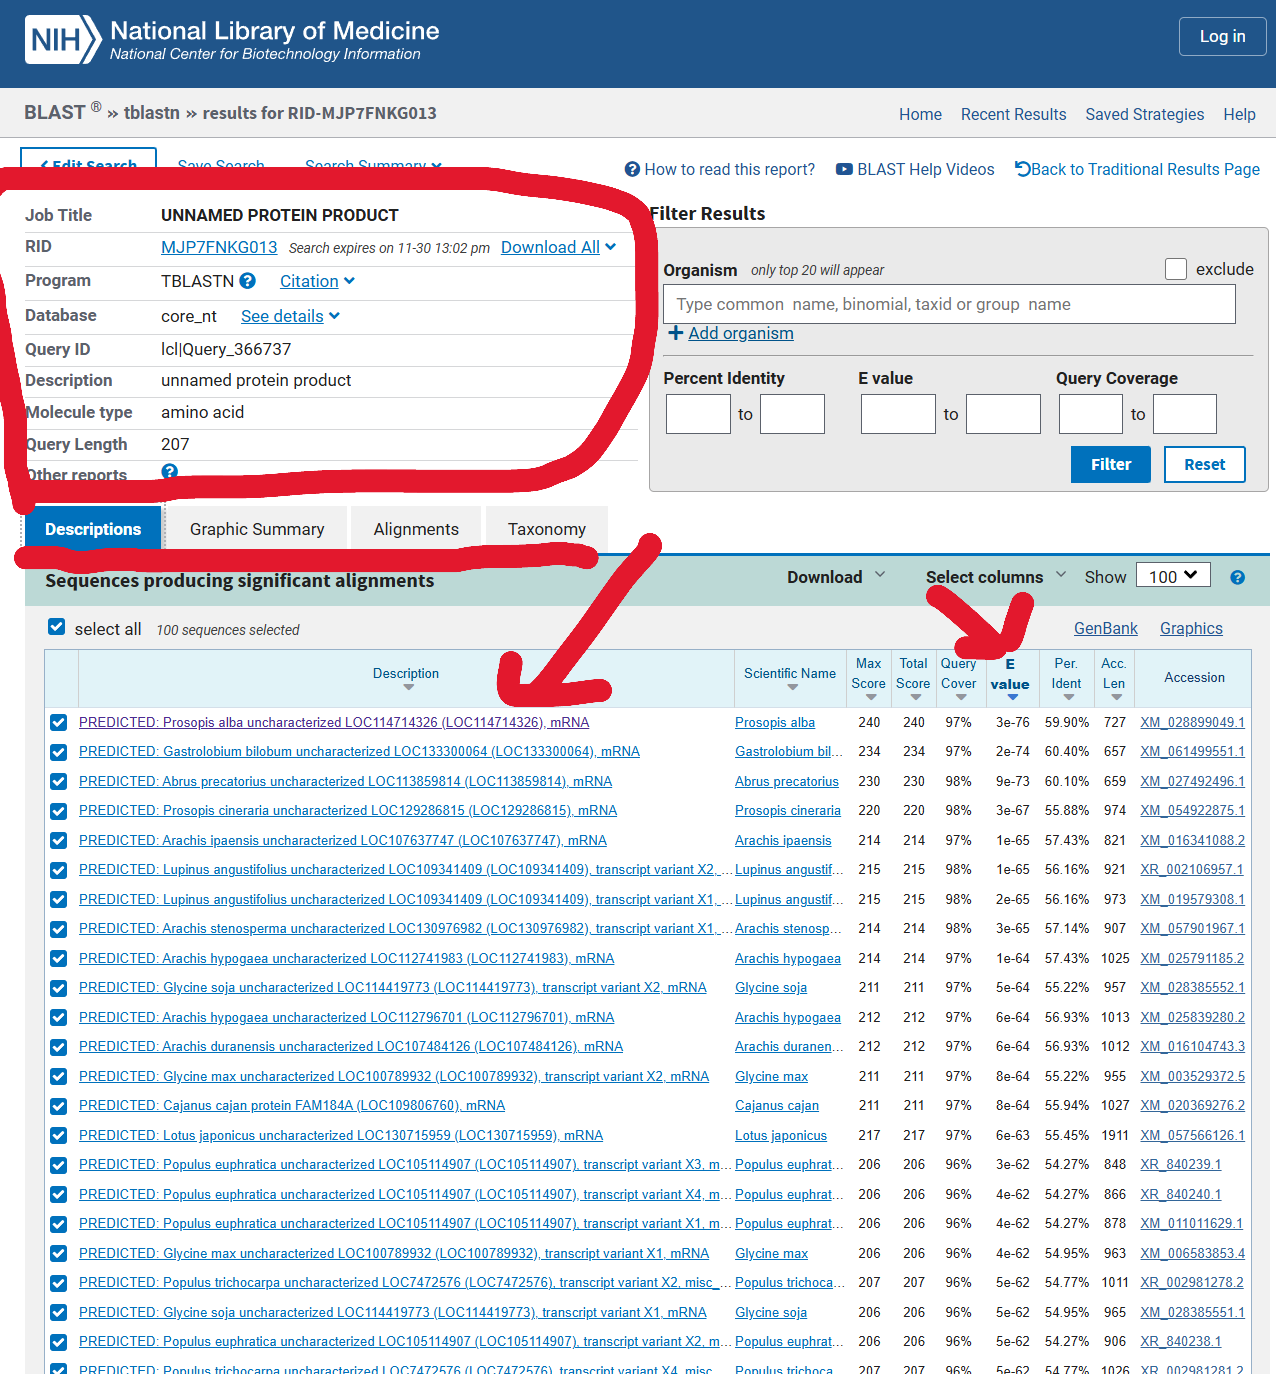 NIH National Library of Medicine
National Center for Biotechnology Information
Log in
BLAST ® » tblastn » results for RID-MJP7FNKG013
Home Recent Results Saved Strategies Help
Edit Search Save Search Search Summary
How to read this report? BLAST Help Videos Back to Traditional Results Page
Job Title UNNAMED PROTEIN PRODUCT
RID MJP7FNKG013 Search expires on 11-30 13:02 pm Download All
Program TBLASTN Citation
Database core_nt See details
Query ID lcl|Query_366737
Description unnamed protein product
Molecule type amino acid
Query Length 207
Other reports
Filter Results
Organism only top 20 will appear exclude
Type common name, binomial, taxid or group name
Add organism
Percent Identity E value Query Coverage
to to to
Filter Reset
Descriptions Graphic Summary Alignments Taxonomy
Sequences producing significant alignments Download Select columns Show 100
select all 100 sequences selected GenBank Graphics
Description Scientific Name Max Score Total Score Query Cover E value Per. Ident Acc. Len Accession
PREDICTED: Prosopis alba uncharacterized LOC114714326 (LOC114714326), mRNA Prosopis alba 240 240 97% 3e-76 59.90% 727 XM_028899049.1
PREDICTED: Gastrolobium bilobum uncharacterized LOC133300064 (LOC133300064), mRNA Gastrolobium bil... 234 234 97% 2e-74 60.40% 657 XM_061499551.1
PREDICTED: Abrus precatorius uncharacterized LOC113859814 (LOC113859814), mRNA Abrus precatorius 230 230 98% 9e-73 60.10% 659 XM_027492496.1
PREDICTED: Prosopis cineraria uncharacterized LOC129286815 (LOC129286815), mRNA Prosopis cineraria 220 220 98% 3e-67 55.88% 974 XM_054922875.1
PREDICTED: Arachis ipaensis uncharacterized LOC107637747 (LOC107637747), mRNA Arachis ipaensis 214 214 97% 1e-65 57.43% 821 XM_016341088.2
PREDICTED: Lupinus angustifolius uncharacterized LOC109341409 (LOC109341409), transcript variant X2, ... Lupinus angustif... 215 215 98% 1e-65 56.16% 921 XR_002106957.1
PREDICTED: Lupinus angustifolius uncharacterized LOC109341409 (LOC109341409), transcript variant X1, ... Lupinus angustif... 215 215 98% 2e-65 56.16% 973 XM_019579308.1
PREDICTED: Arachis stenosperma uncharacterized LOC130976982 (LOC130976982), transcript variant X1, ... Arachis stenosp... 214 214 98% 3e-65 57.14% 907 XM_057901967.1
PREDICTED: Arachis hypogaea uncharacterized LOC112741983 (LOC112741983), mRNA Arachis hypogaea 214 214 97% 1e-64 57.43% 1025 XM_025791185.2
PREDICTED: Glycine soja uncharacterized LOC114419773 (LOC114419773), transcript variant X2, mRNA Glycine soja 211 211 97% 5e-64 55.22% 957 XM_028385552.1
PREDICTED: Arachis hypogaea uncharacterized LOC112796701 (LOC112796701), mRNA Arachis hypogaea 212 212 97% 6e-64 56.93% 1013 XM_025839280.2
PREDICTED: Arachis duranensis uncharacterized LOC107484126 (LOC107484126), mRNA Arachis duranen... 212 212 97% 6e-64 56.93% 1012 XM_016104743.3
PREDICTED: Glycine max uncharacterized LOC100789932 (LOC100789932), transcript variant X2, mRNA Glycine max 211 211 97% 8e-64 55.22% 955 XM_003529372.5
PREDICTED: Cajanus cajan protein FAM184A (LOC109806760), mRNA Cajanus cajan 211 211 97% 8e-64 55.94% 1027 XM_020369276.2
PREDICTED: Lotus japonicus uncharacterized LOC130715959 (LOC130715959), mRNA Lotus japonicus 217 217 97% 6e-63 55.45% 1911 XM_057566126.1
PREDICTED: Populus euphratica uncharacterized LOC105114907 (LOC105114907), transcript variant X3, m... Populus euphrat... 206 206 96% 3e-62 54.27% 848 XR_840239.1
PREDICTED: Populus euphratica uncharacterized LOC105114907 (LOC105114907), transcript variant X4, m... Populus euphrat... 206 206 96% 4e-62 54.27% 866 XR_840240.1
PREDICTED: Populus euphratica uncharacterized LOC105114907 (LOC105114907), transcript variant X1, m... Populus euphrat... 206 206 96% 4e-62 54.27% 878 XM_011011629.1
PREDICTED: Glycine max uncharacterized LOC100789932 (LOC100789932), transcript variant X1, mRNA Glycine max 206 206 96% 4e-62 54.95% 963 XM_006583853.4
PREDICTED: Populus trichocarpa uncharacterized LOC7472576 (LOC7472576), transcript variant X2, misc_... Populus trichoca... 207 207 96% 5e-62 54.77% 1011 XR_002981278.2
PREDICTED: Glycine soja uncharacterized LOC114419773 (LOC114419773), transcript variant X1, mRNA Glycine soja 206 206 96% 5e-62 54.95% 965 XM_028385551.1
PREDICTED: Populus euphratica uncharacterized LOC105114907 (LOC105114907), transcript variant X2, m... Populus euphrat... 206 206 96% 5e-62 54.27% 906 XR_840238.1
PREDICTED: Populus trichocarpa uncharacterized LOC7472576 (LOC7472576), transcript variant X4, misc_... Populus trichoca... 207 207 96% 5e-62 54.77% 1026 XR_002981281.2